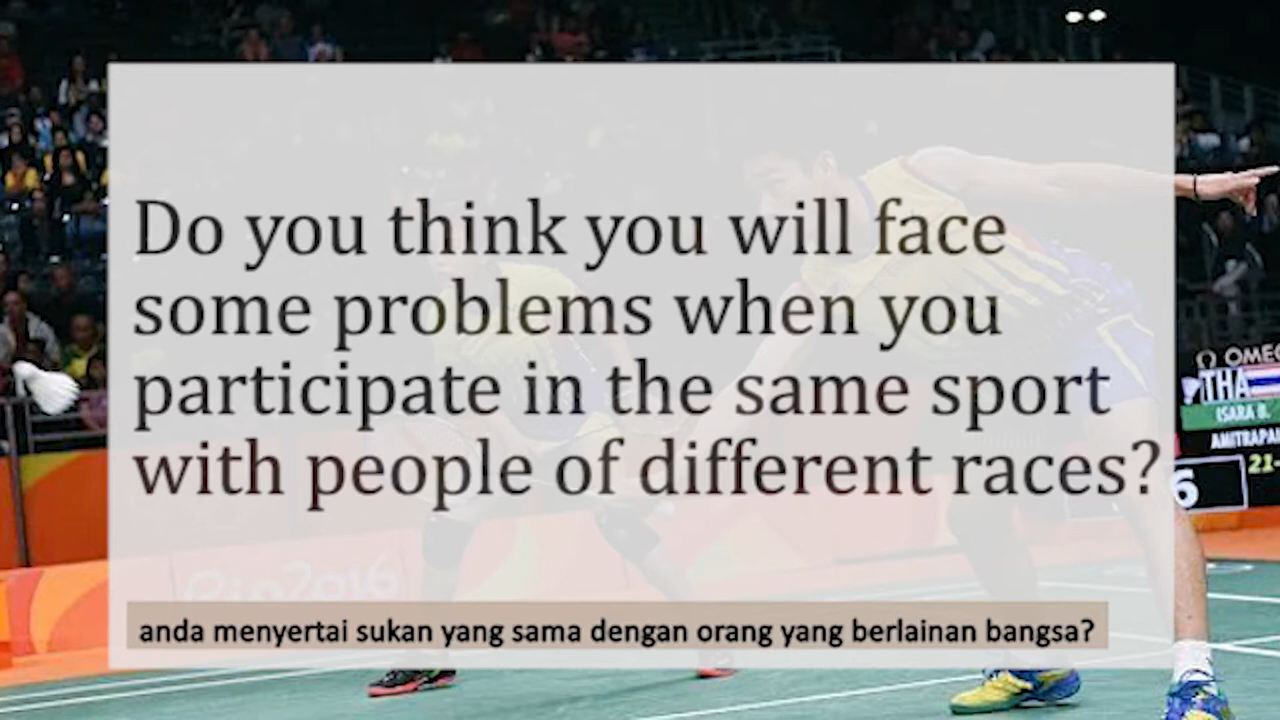 Do you think you will face
some problems when you
participate in the same sport
with people of different races?
anda menyertai sukan yang sama dengan orang yang berlainan bangsa?
Rio2016
Ω OMEG
THA
ISARA B.
AMITRAPAI
21-
6